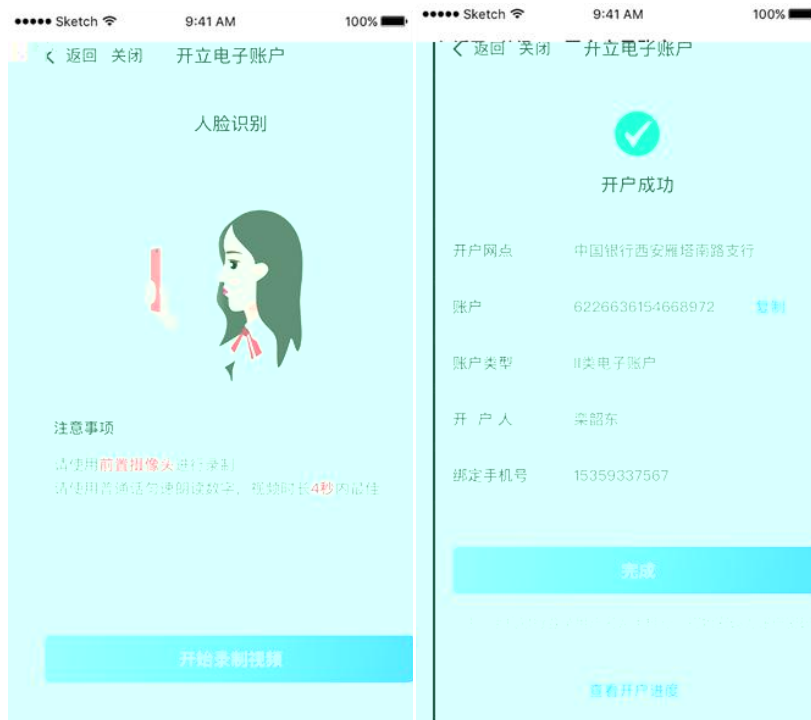 ●●●●● Sketch 9:41 AM 100%
返回 关闭 开立电子账户
人脸识别
注意事项
请使用前置摄像头进行录制
请使用普通话匀速朗读数字，视频时长4秒内最佳
开始录制视频
●●●●● Sketch 9:41 AM 100%
返回 关闭 开立电子账户
开户成功
开户网点 中国银行西安雁塔南路支行
账户 6226636154668972 复制
账户类型 II类电子账户
开 户 人 栾韶东
绑定手机号 15359337567
完成
查看开户进度